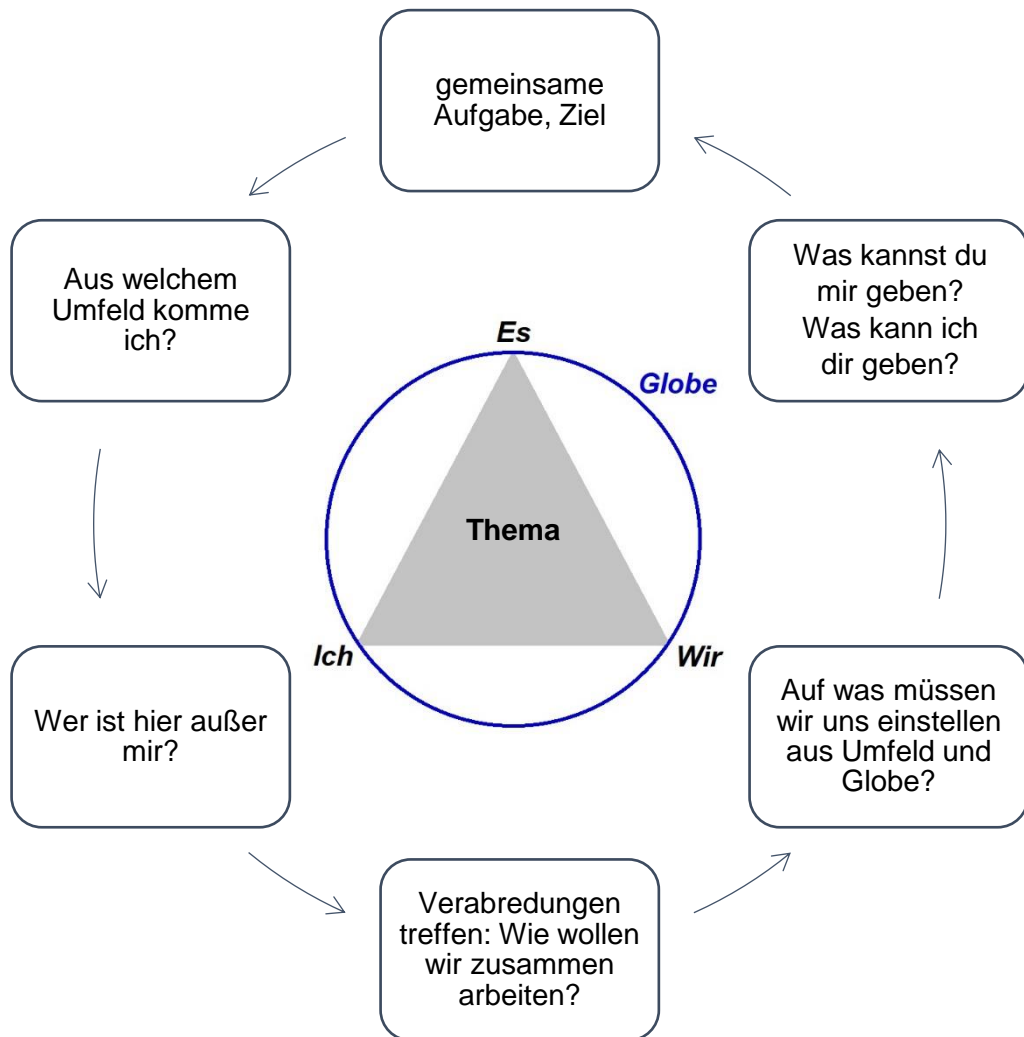 gemeinsame
Aufgabe, Ziel
Aus welchem
Umfeld komme
ich?
Was kannst du
mir geben?
Was kann ich
dir geben?
Es
Globe
Thema
Ich
Wir
Wer ist hier außer
mir?
Auf was müssen
wir uns einstellen
aus Umfeld und
Globe?
Verabredungen
treffen: Wie wollen
wir zusammen
arbeiten?